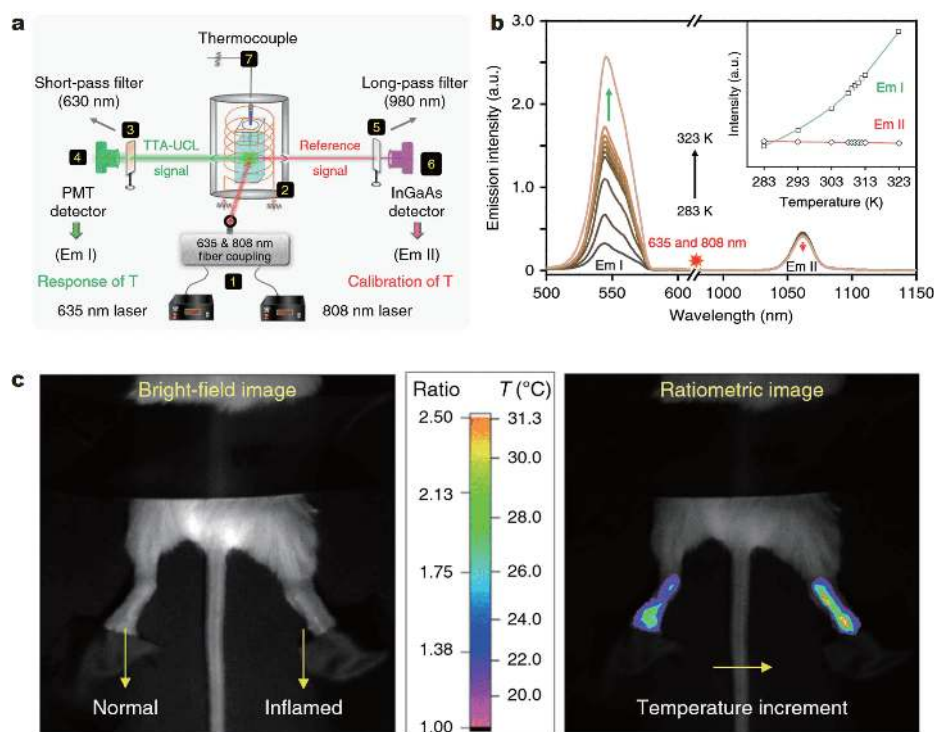 a
Thermocouple
7
Short-pass filter
(630 nm)
Long-pass filter
(980 nm)
3
5
4
TTA-UCL
signal
Reference
signal
6
2
PMT
detector
InGaAs
detector
(Em I)
635 & 808 nm
fiber coupling
(Em II)
Response of T
1
Calibration of T
635 nm laser
808 nm laser
b
Emission intensity (a.u.)
3.0
2.0
1.0
0
323 K
283 K
635 and 808 nm
Em I
Em II
500
550
600
1000
1050
1100
1150
Wavelength (nm)
Intensity (a.u.)
Em I
Em II
283
293
303
313
323
Temperature (K)
c
Bright-field image
Normal
Inflamed
Ratio
T (°C)
2.50
31.3
30.0
2.13
28.0
1.75
26.0
24.0
1.38
22.0
20.0
1.00
Ratiometric image
Temperature increment